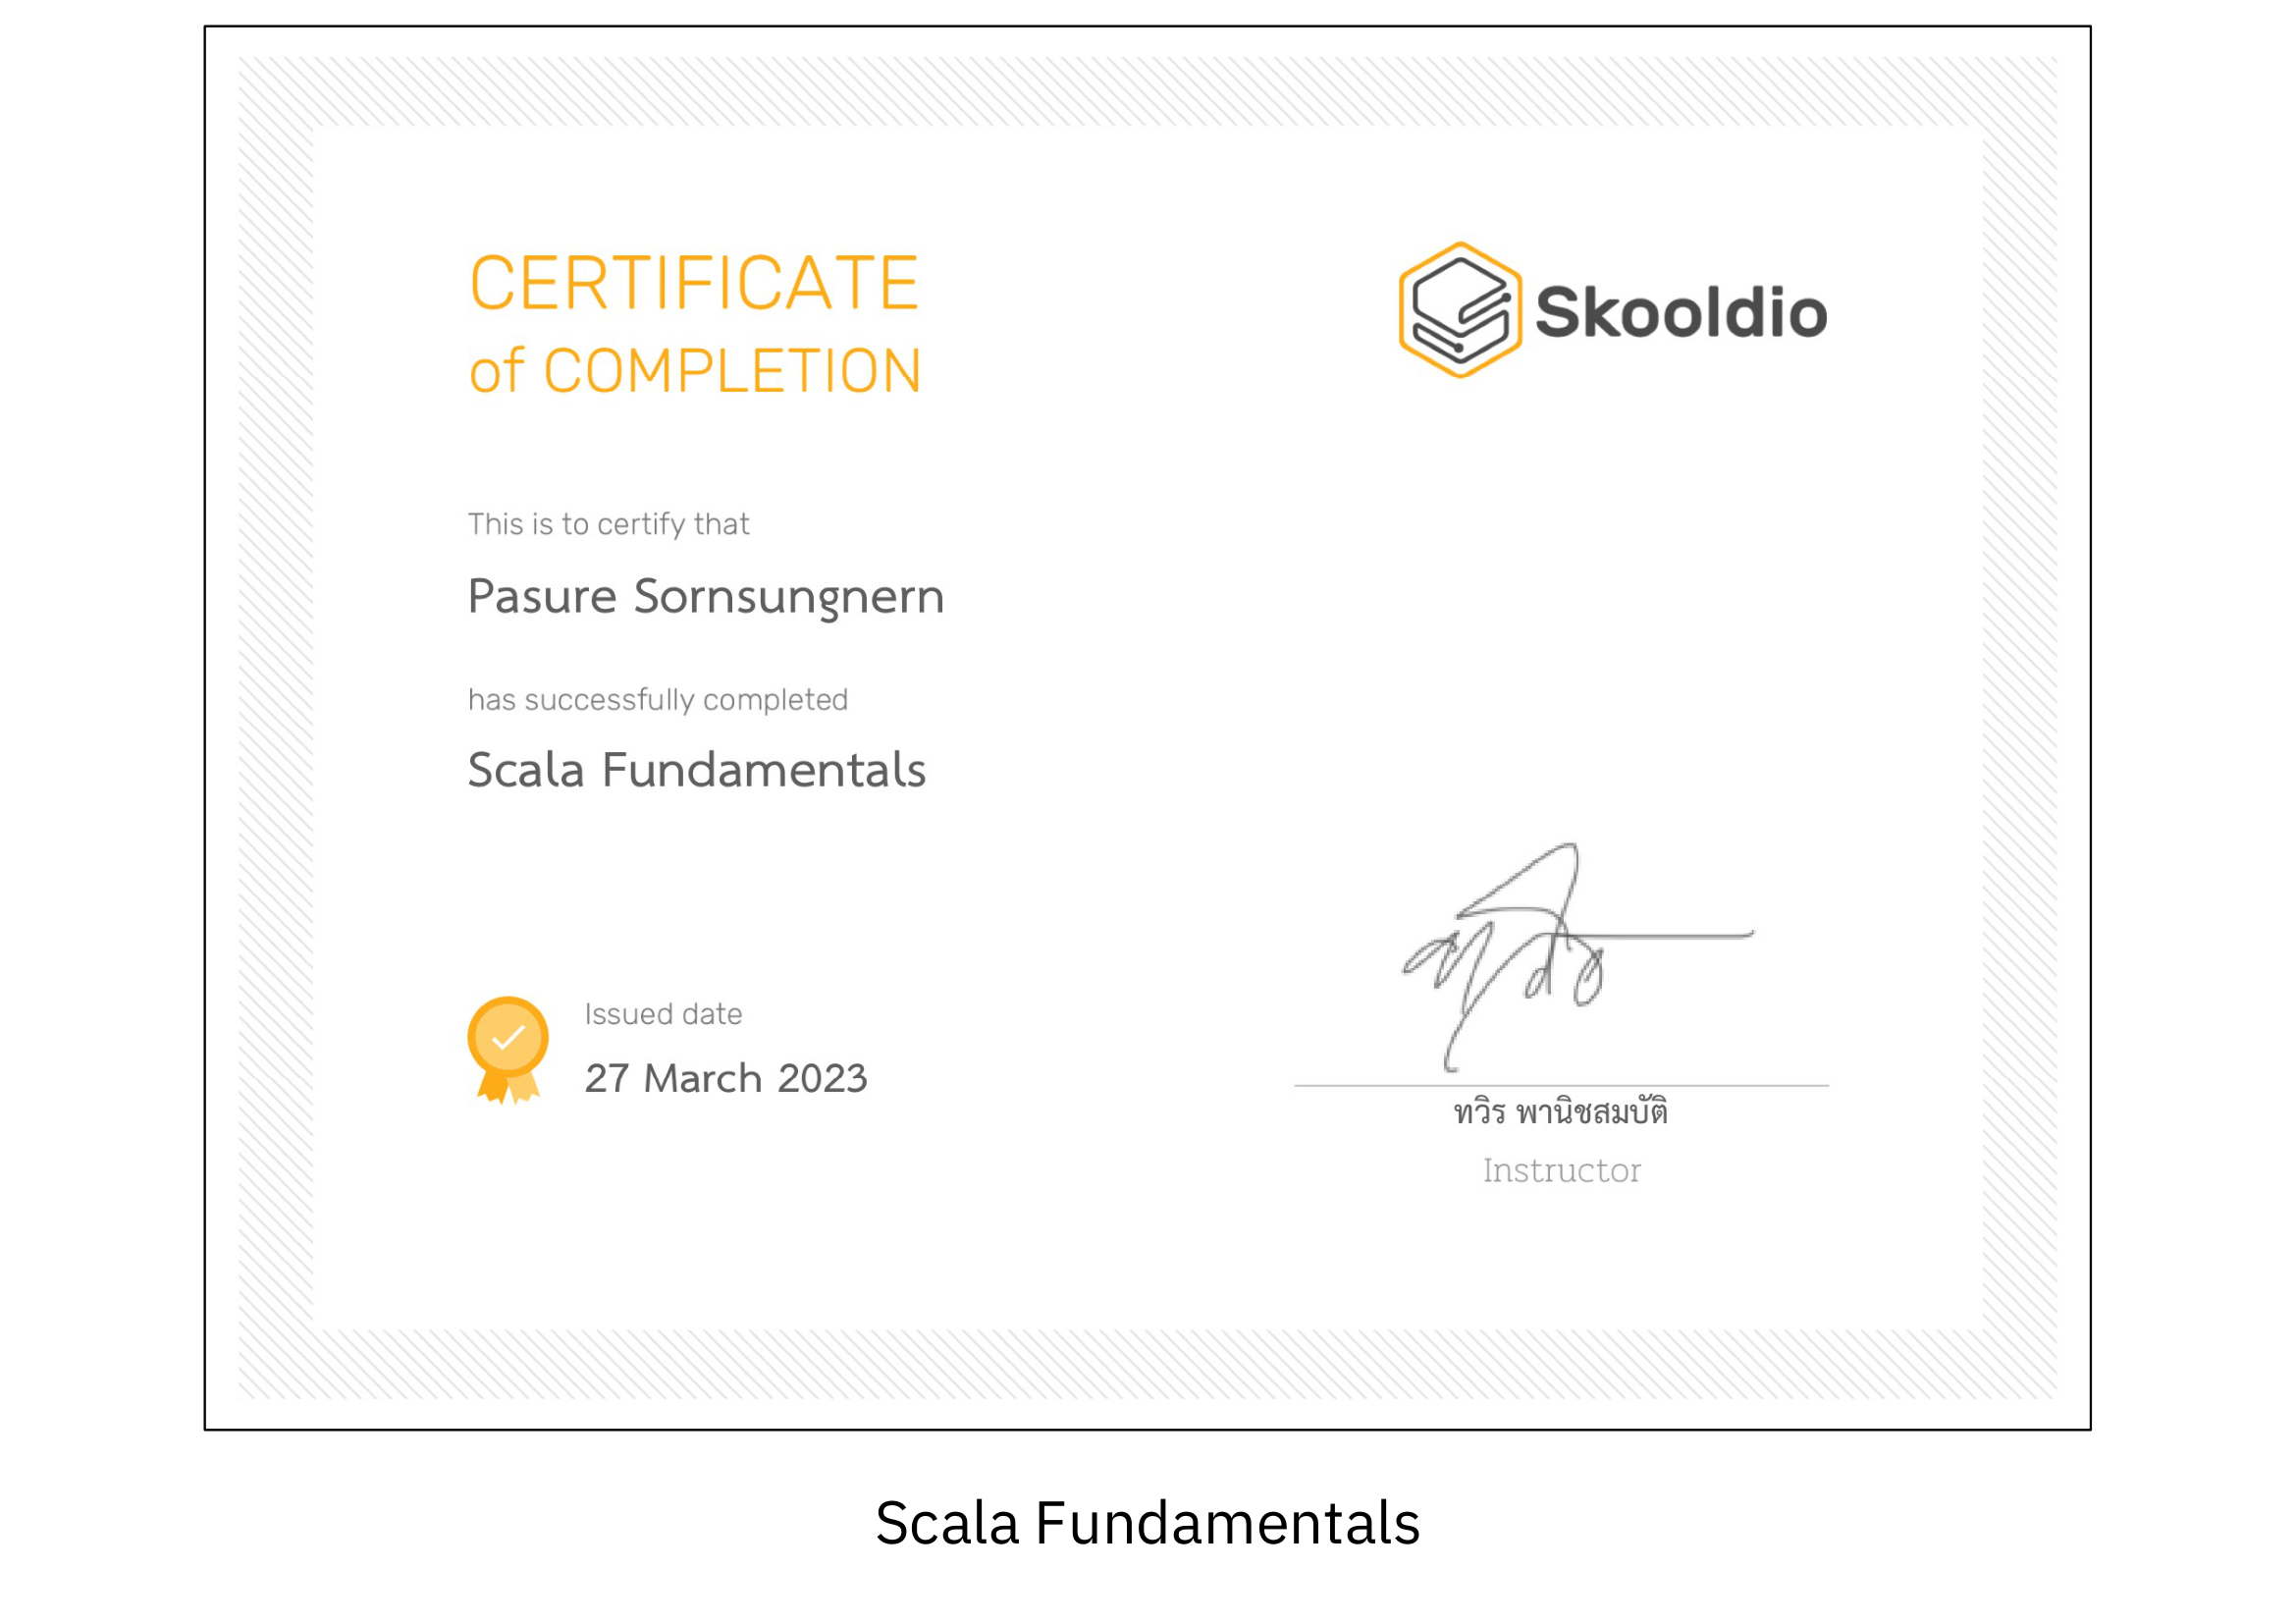 CERTIFICATE
of COMPLETION
Skooldio
This is to certify that
Pasure Sornsungnern
has successfully completed
Scala Fundamentals
Issued date
27 March 2023
ทวิร พานิชสมบัติ
Instructor
Scala Fundamentals